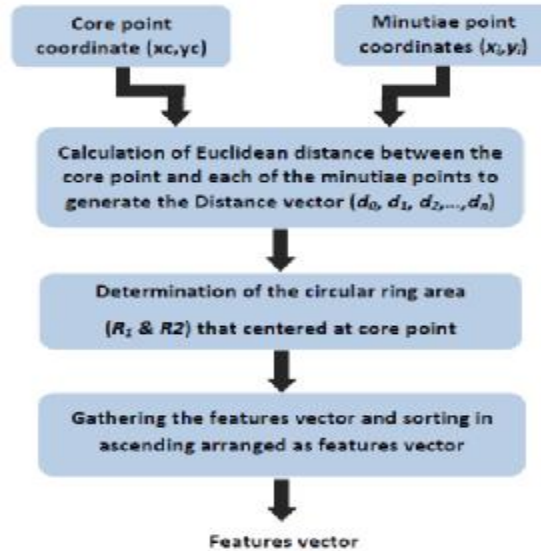 Core point
coordinate (xc,yc)
Minutiae point
coordinates (xᵢ,yᵢ)
Calculation of Euclidean distance between the
core point and each of the minutiae points to
generate the Distance vector (d₀, d₁, d₂,...,dₙ)
Determination of the circular ring area
(R₁ & R2) that centered at core point
Gathering the features vector and sorting in
ascending arranged as features vector
Features vector